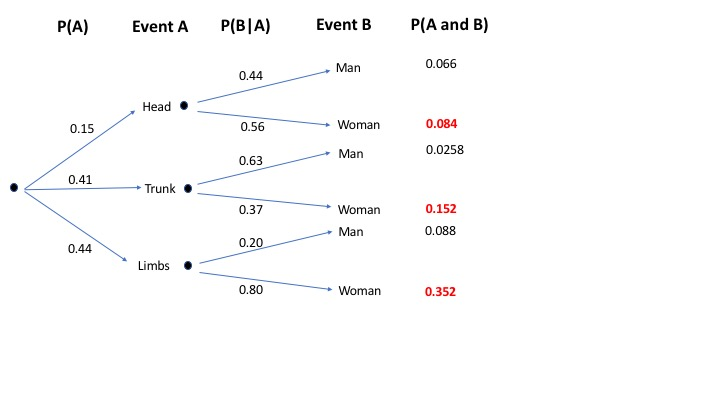 P(A) Event A P(B|A) Event B P(A and B)
0.44 Man 0.066
Head
0.15
0.56 Woman 0.084
0.63 Man 0.0258
0.41 Trunk
0.37 Woman 0.152
0.20 Man 0.088
0.44
Limbs
0.80 Woman 0.352